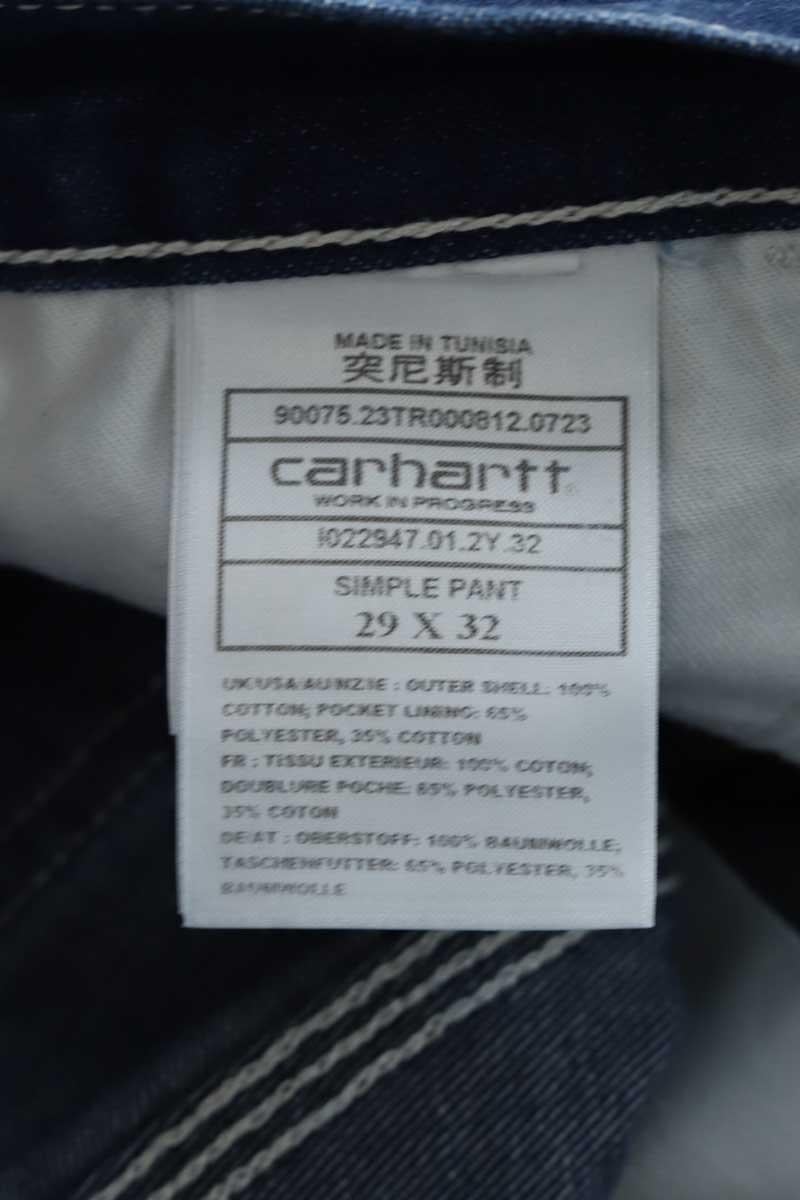 MADE IN TUNISIA
突尼斯制
90075.23TR000812.0723
carhartt
WORK IN PROGRESS
I022947.01.2Y.32
SIMPLE PANT
29 X 32
UK/USA/AU/NZ/IE : OUTER SHELL: 100%
COTTON; POCKET LINING: 65%
POLYESTER, 35% COTTON
FR : TISSU EXTERIEUR: 100% COTON;
DOUBLURE POCHE: 65% POLYESTER,
35% COTON
DE/AT : OBERSTOFF: 100% BAUMWOLLE;
TASCHENFUTTER: 65% POLYESTER, 35%
BAUMWOLLE